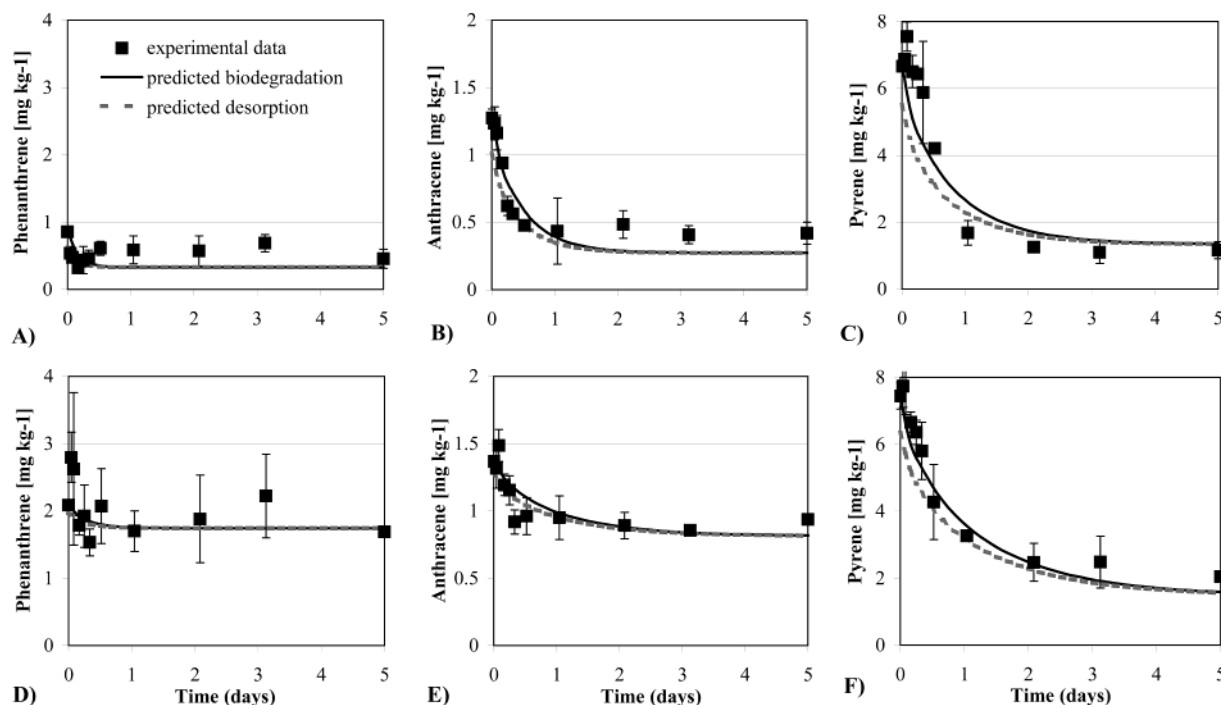 4
3
2
1
0
Phenanthrene [mg kg-1]
experimental data
predicted biodegradation
predicted desorption
0 1 2 3 4 5
A)
2
1.5
1
0.5
0
Anthracene [mg kg-1]
0 1 2 3 4 5
B)
8
6
4
2
0
Pyrene [mg kg-1]
0 1 2 3 4 5
C)
4
3
2
1
0
Phenanthrene [mg kg-1]
0 1 2 3 4 5
D)
Time (days)
2
1.5
1
0.5
0
Anthracene [mg kg-1]
0 1 2 3 4 5
E)
Time (days)
8
6
4
2
0
Pyrene [mg kg-1]
0 1 2 3 4 5
F)
Time (days)